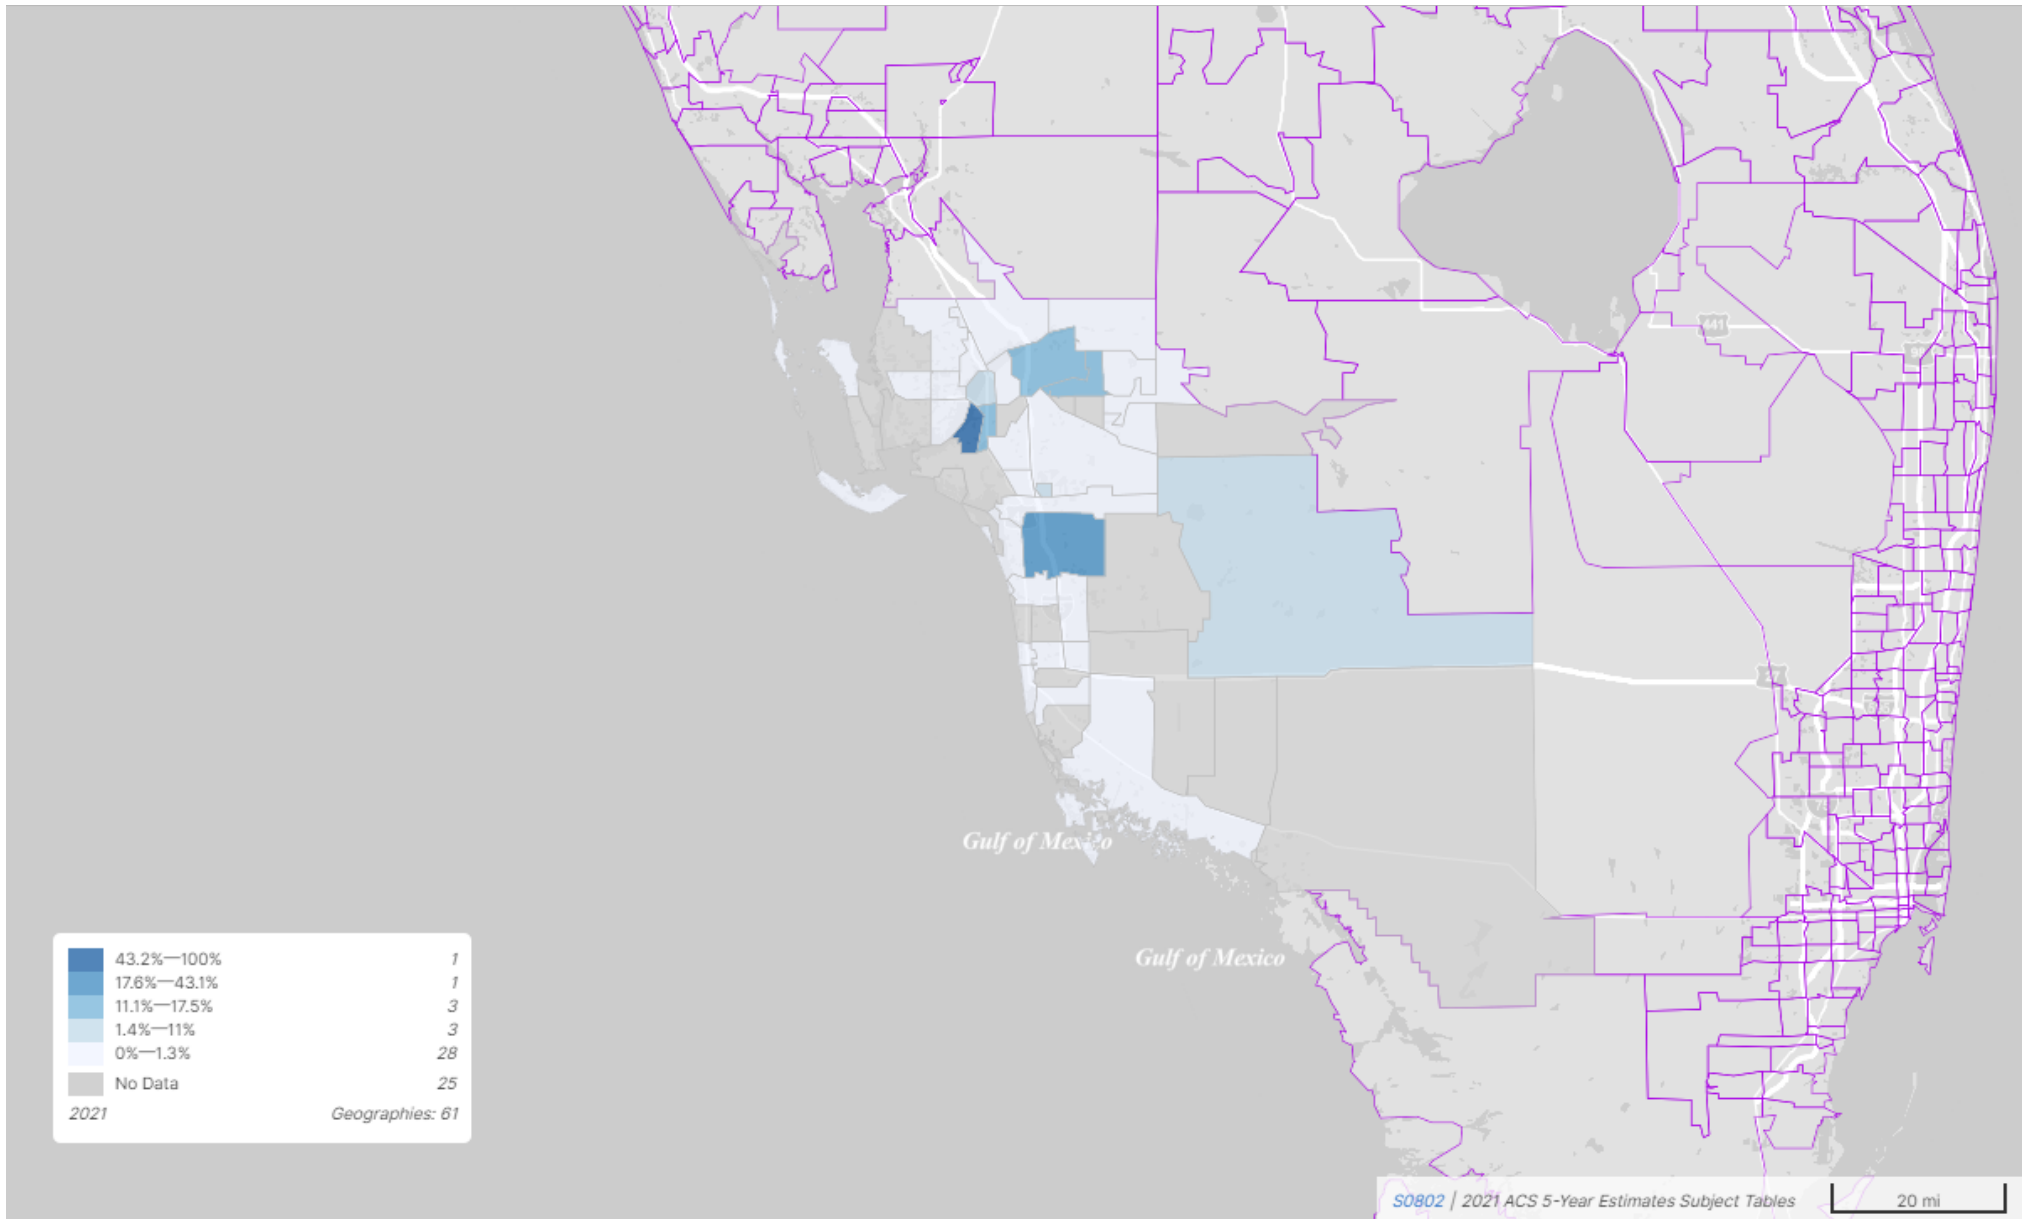 441
98
Gulf of Mexico
Gulf of Mexico
43.2%—100% 1
17.6%—43.1% 1
11.1%—17.5% 3
1.4%—11% 3
0%—1.3% 28
No Data 25
2021 Geographies: 61
S0802 | 2021 ACS 5-Year Estimates Subject Tables
20 mi